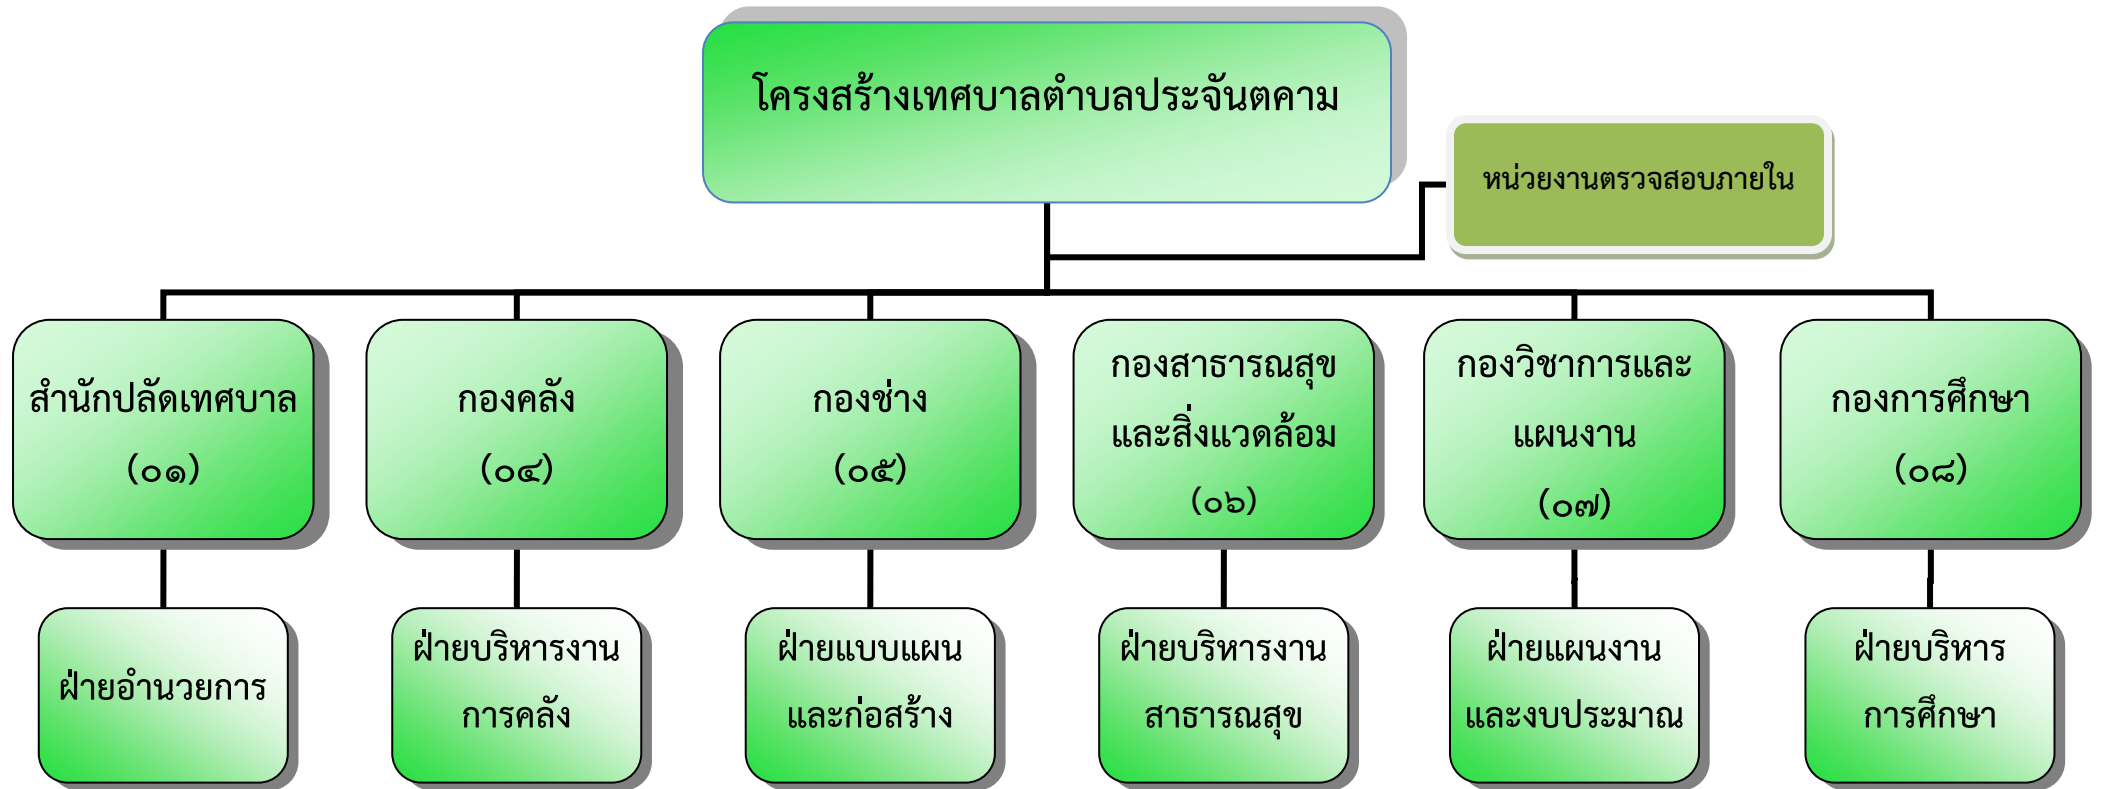 โครงสร้างเทศบาลตำบลประจันตคาม
หน่วยงานตรวจสอบภายใน
สำนักปลัดเทศบาล
(๐๑)
กองคลัง
(๐๔)
กองช่าง
(๐๕)
กองสาธารณสุข
และสิ่งแวดล้อม
(๐๖)
กองวิชาการและ
แผนงาน
(๐๗)
กองการศึกษา
(๐๘)
ฝ่ายอำนวยการ
ฝ่ายบริหารงาน
การคลัง
ฝ่ายแบบแผน
และก่อสร้าง
ฝ่ายบริหารงาน
สาธารณสุข
ฝ่ายแผนงาน
และงบประมาณ
ฝ่ายบริหาร
การศึกษา